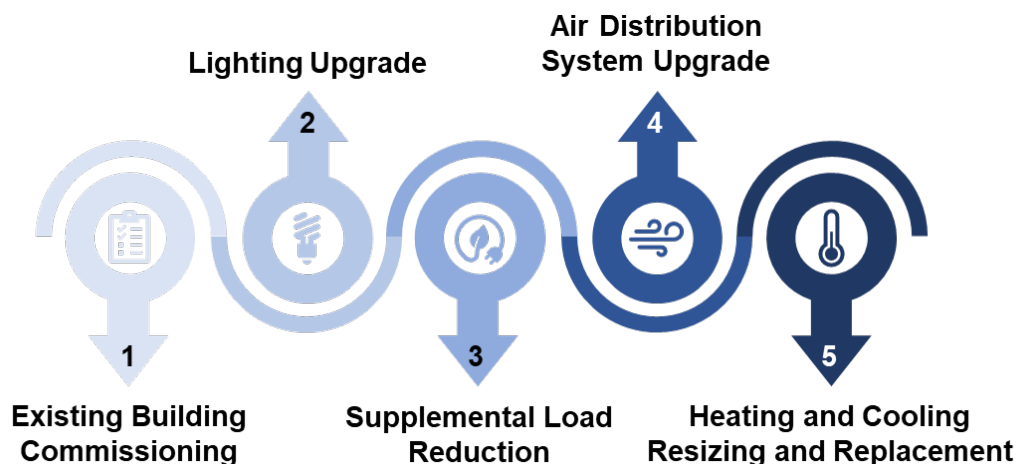 1
Existing Building
Commissioning
2
Lighting Upgrade
3
Supplemental Load
Reduction
4
Air Distribution
System Upgrade
5
Heating and Cooling
Resizing and Replacement